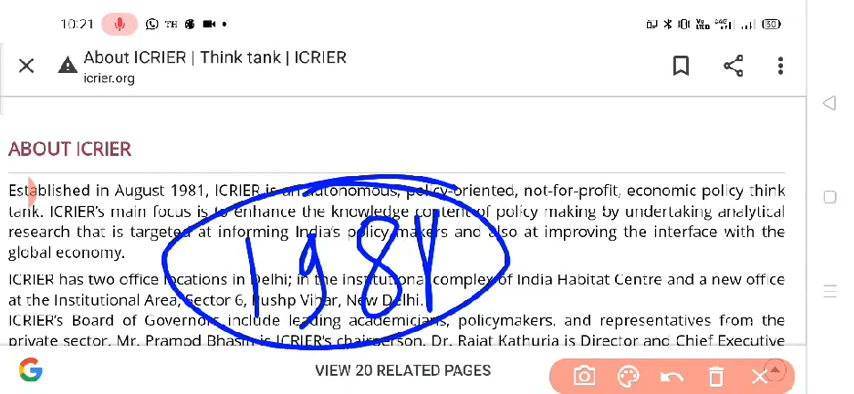 10:21
About ICRIER | Think tank | ICRIER
icrier.org
ABOUT ICRIER
Established in August 1981, ICRIER is an autonomous, policy-oriented, not-for-profit, economic policy think
tank. ICRIER's main focus is to enhance the knowledge content of policy making by undertaking analytical
research that is targeted at informing India's policy makers and also at improving the interface with the
global economy.
ICRIER has two office locations in Delhi; in the institutional complex of India Habitat Centre and a new office
at the Institutional Area, Sector 6, Pushp Vihar, New Delhi.
ICRIER's Board of Governors include leading academicians, policymakers, and representatives from the
private sector. Mr. Pramod Bhasin is ICRIER's chairperson. Dr. Rajat Kathuria is Director and Chief Executive
VIEW 20 RELATED PAGES